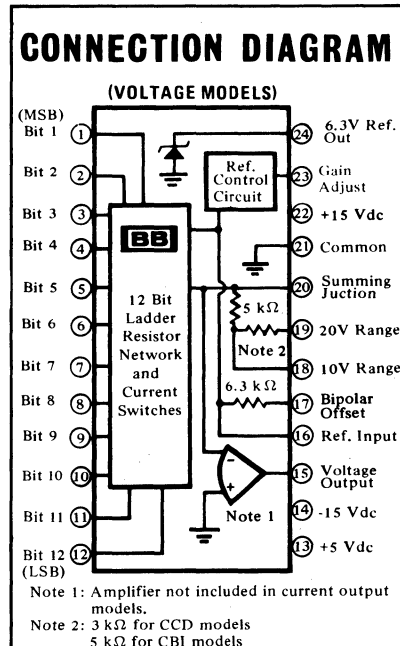 CONNECTION DIAGRAM
(VOLTAGE MODELS)
(MSB)
Bit 1 1
Bit 2 2
Bit 3 3
Bit 4 4
Bit 5 5
Bit 6 6
Bit 7 7
Bit 8 8
Bit 9 9
Bit 10 10
Bit 11 11
Bit 12 12
(LSB)
BB
12 Bit
Ladder
Resistor
Network
and
Current
Switches
Ref.
Control
Circuit
5 kΩ
Note 2
6.3 kΩ
-
+
Note 1
24 6.3V Ref.
Out
23 Gain
Adjust
22 +15 Vdc
21 Common
20 Summing
Juction
19 20V Range
18 10V Range
17 Bipolar
Offset
16 Ref. Input
15 Voltage
Output
14 -15 Vdc
13 +5 Vdc
Note 1: Amplifier not included in current output
models.
Note 2: 3 kΩ for CCD models
5 kΩ for CBI models